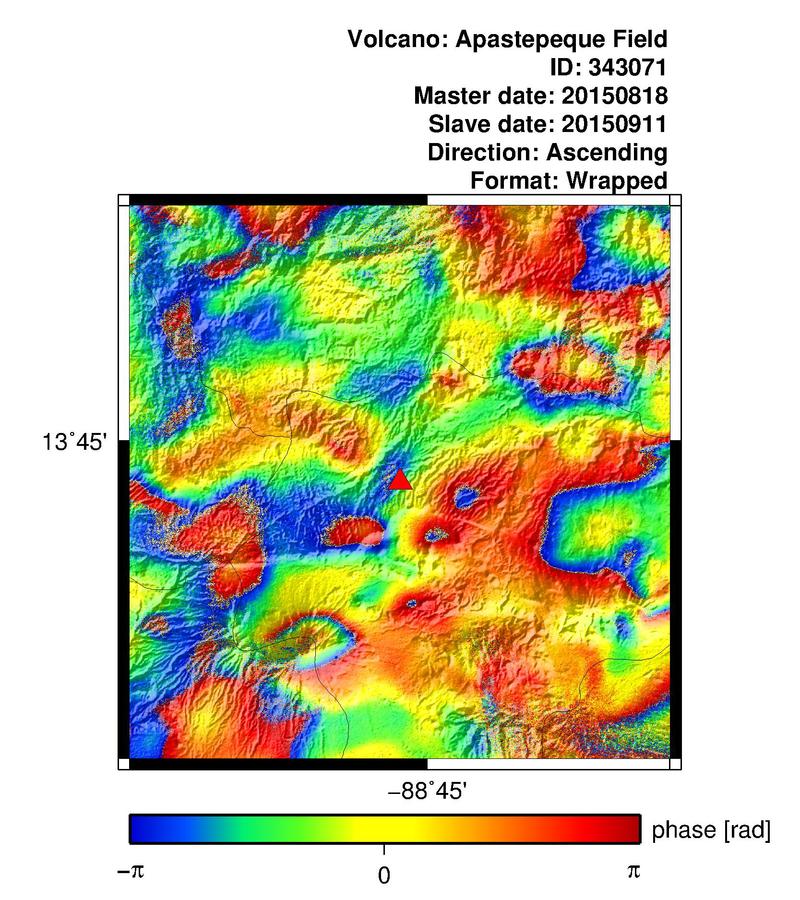 Volcano: Apastepeque Field
ID: 343071
Master date: 20150818
Slave date: 20150911
Direction: Ascending
Format: Wrapped
13˚45'
−88˚45'
phase [rad]
−π 0 π